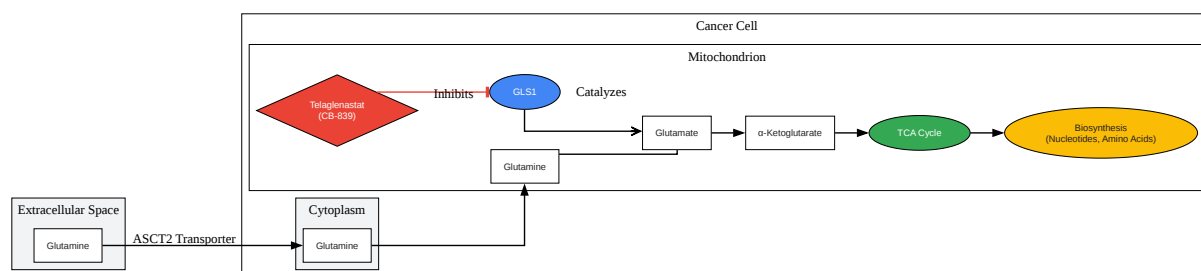 Cancer Cell
Mitochondrion
Telaglenastat
(CB-839)
Inhibits
GLS1
Catalyzes
Glutamate
α-Ketoglutarate
TCA Cycle
Biosynthesis
(Nucleotides, Amino Acids)
Glutamine
Extracellular Space
Glutamine
ASCT2 Transporter
Cytoplasm
Glutamine